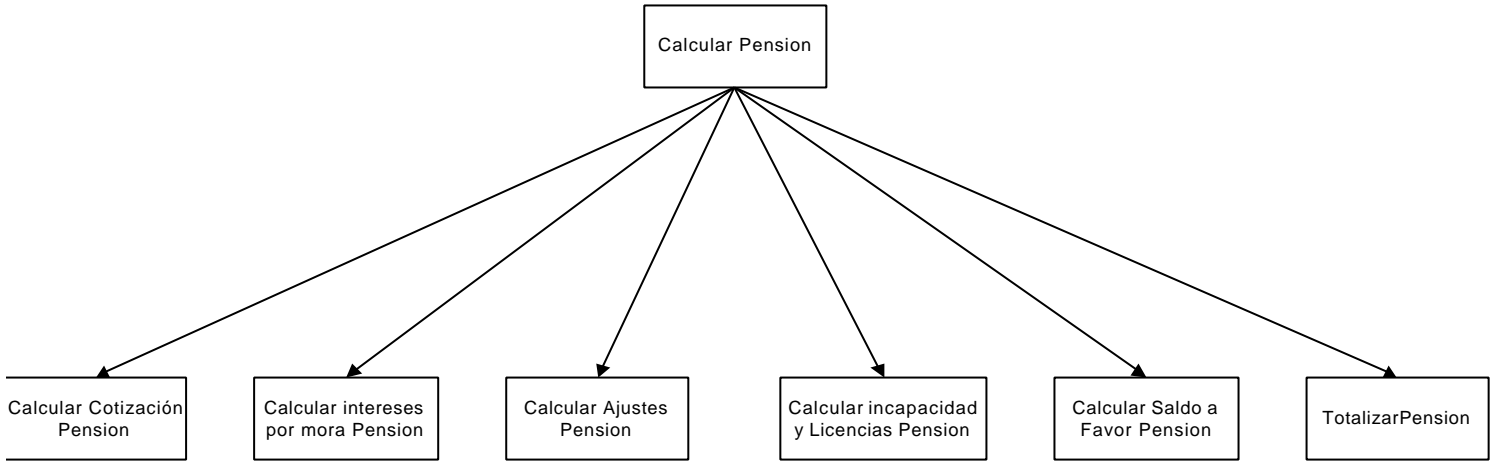 Calcular Pension
Calcular Cotización
Pension
Calcular intereses
por mora Pension
Calcular Ajustes
Pension
Calcular incapacidad
y Licencias Pension
Calcular Saldo a
Favor Pension
TotalizarPension